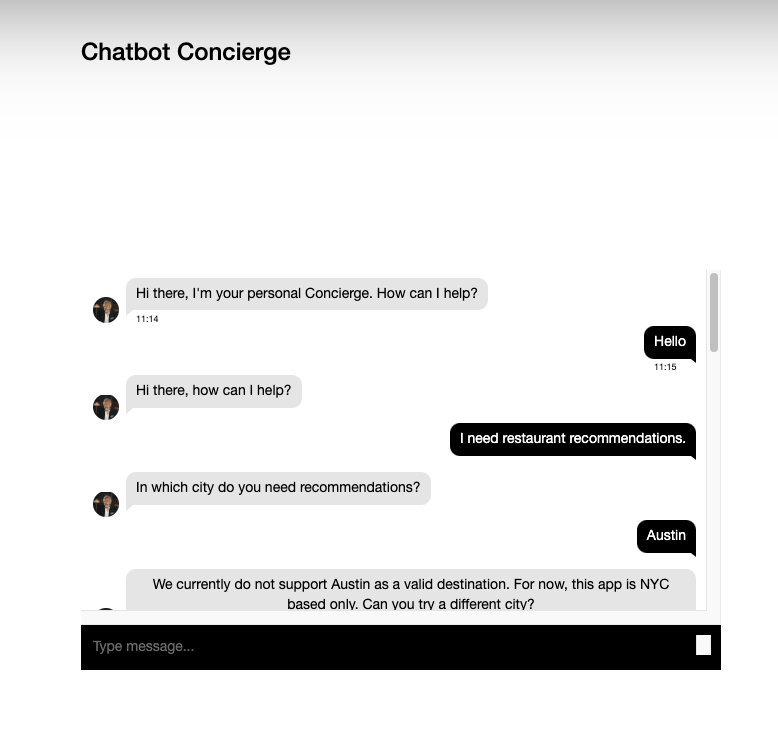 Chatbot Concierge
Hi there, I'm your personal Concierge. How can I help?
11:14
Hello
11:15
Hi there, how can I help?
I need restaurant recommendations.
In which city do you need recommendations?
Austin
We currently do not support Austin as a valid destination. For now, this app is NYC
based only. Can you try a different city?
Type message...